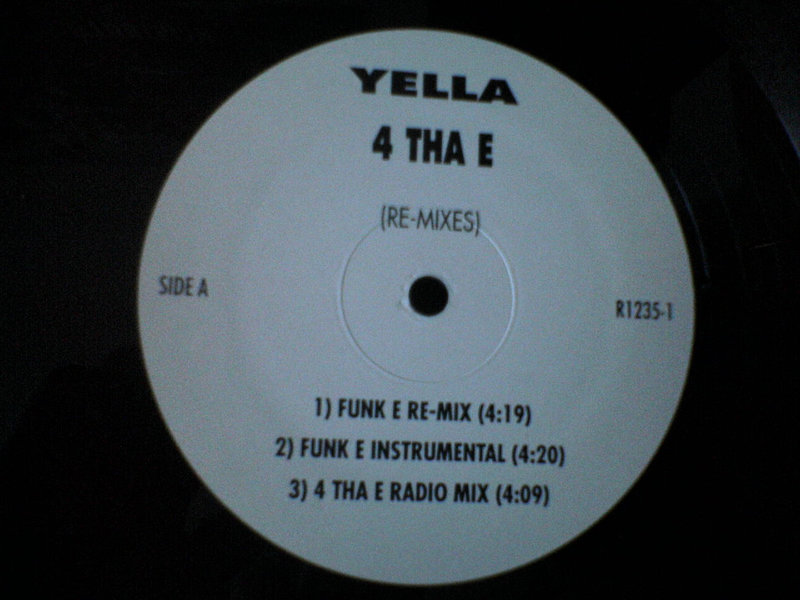 YELLA
4 THA E
(RE-MIXES)
SIDE A
R1235-1
1) FUNK E RE-MIX (4:19)
2) FUNK E INSTRUMENTAL (4:20)
3) 4 THA E RADIO MIX (4:09)